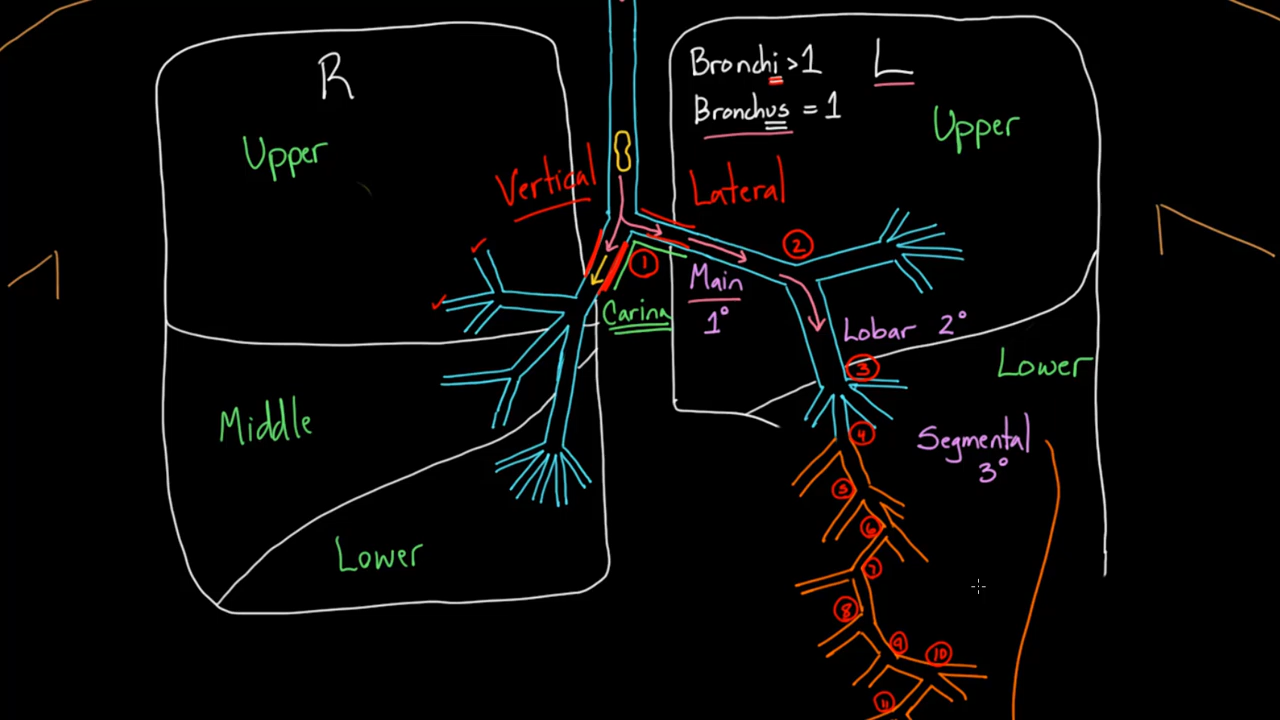 R
Upper
Middle
Lower
Bronchi >1
Bronchus = 1
L
Upper
Vertical
Lateral
1
2
Carina
Main
1°
Lobar 2°
Lower
3
4
Segmental
3°
5
6
7
8
9
10
11